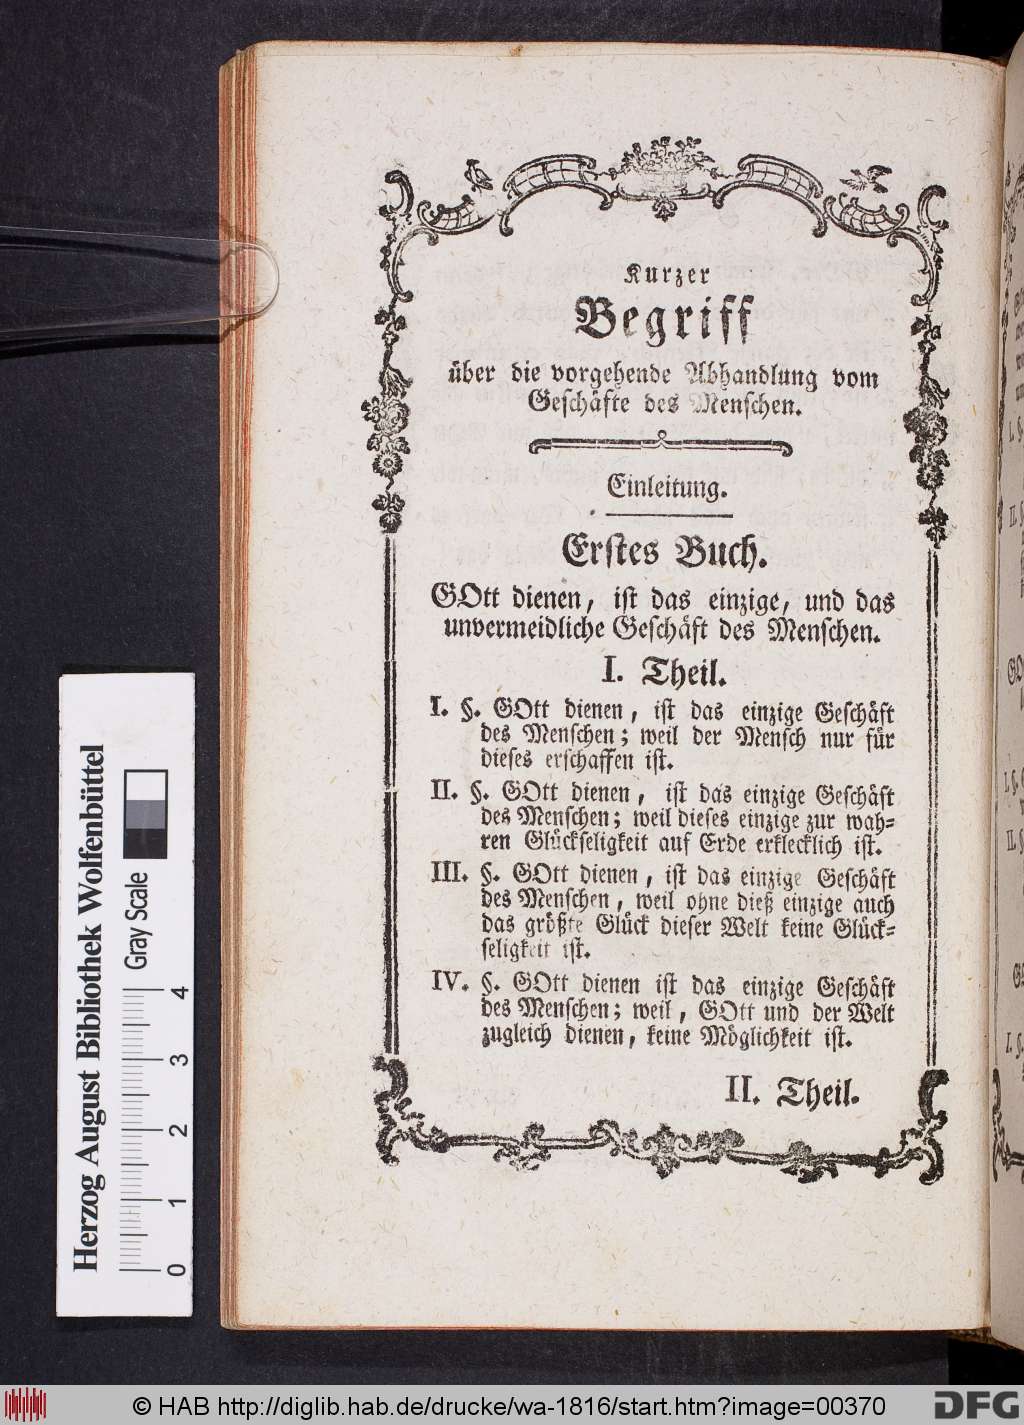 Kurzer
Begriff
über die vorgehende Abhandlung vom
Geschäfte des Menschen.
Einleitung.
Erstes Buch.
GOtt dienen, ist das einzige, und das
unvermeidliche Geschäft des Menschen.
I. Theil.
I. §. GOtt dienen, ist das einzige Geschäft
des Menschen; weil der Mensch nur für
dieses erschaffen ist.
II. §. GOtt dienen, ist das einzige Geschäft
des Menschen; weil dieses einzige zur wah-
ren Glückseligkeit auf Erde erklecklich ist.
III. §. GOtt dienen, ist das einzige Geschäft
des Menschen, weil ohne dieß einzige auch
das größte Glück dieser Welt keine Glück-
seligkeit ist.
IV. §. GOtt dienen ist das einzige Geschäft
des Menschen; weil, GOtt und der Welt
zugleich dienen, keine Möglichkeit ist.
II. Theil.
Herzog August Bibliothek Wolfenbüttel
Gray Scale
0 1 2 3 4
© HAB http://diglib.hab.de/drucke/wa-1816/start.htm?image=00370
DFG